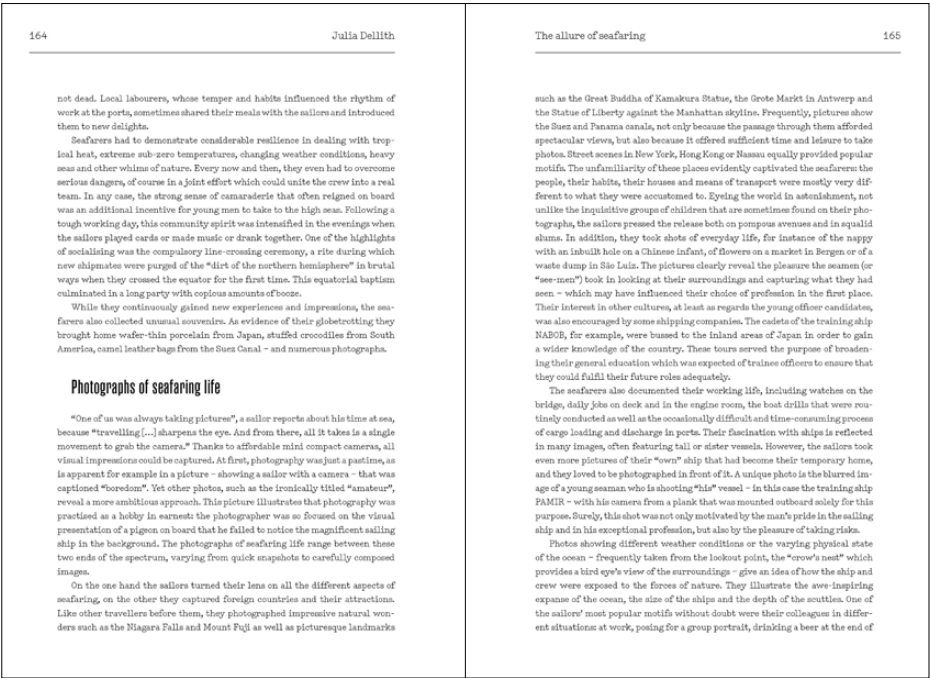 164
Julia Dellith
not dead. Local labourers, whose temper and habits influenced the rhythm of
work at the ports, sometimes shared their meals with the sailors and introduced
them to new delights.
Seafarers had to demonstrate considerable resilience in dealing with trop-
ical heat, extreme sub-zero temperatures, changing weather conditions, heavy
seas and other whims of nature. Every now and then, they even had to overcome
serious dangers, of course in a joint effort which could unite the crew into a real
team. In any case, the strong sense of camaraderie that often reigned on board
was an additional incentive for young men to take to the high seas. Following a
tough working day, this community spirit was intensified in the evenings when
the sailors played cards or made music or drank together. One of the highlights
of socialising was the compulsory line-crossing ceremony, a rite during which
new shipmates were purged of the “dirt of the northern hemisphere” in brutal
ways when they crossed the equator for the first time. This equatorial baptism
culminated in a long party with copious amounts of booze.
While they continuously gained new experiences and impressions, the sea-
farers also collected unusual souvenirs. As evidence of their globetrotting they
brought home wafer-thin porcelain from Japan, stuffed crocodiles from South
America, camel leather bags from the Suez Canal – and numerous photographs.
Photographs of seafaring life
“One of us was always taking pictures”, a sailor reports about his time at sea,
because “travelling [...] sharpens the eye. And from there, all it takes is a single
movement to grab the camera.” Thanks to affordable mini compact cameras, all
visual impressions could be captured. At first, photography was just a pastime, as
is apparent for example in a picture – showing a sailor with a camera – that was
captioned “boredom”. Yet other photos, such as the ironically titled “amateur”,
reveal a more ambitious approach. This picture illustrates that photography was
practised as a hobby in earnest: the photographer was so focused on the visual
presentation of a pigeon on board that he failed to notice the magnificent sailing
ship in the background. The photographs of seafaring life range between these
two ends of the spectrum, varying from quick snapshots to carefully composed
images.
On the one hand the sailors turned their lens on all the different aspects of
seafaring, on the other they captured foreign countries and their attractions.
Like other travellers before them, they photographed impressive natural won-
ders such as the Niagara Falls and Mount Fuji as well as picturesque landmarks
The allure of seafaring
165
such as the Great Buddha of Kamakura Statue, the Grote Markt in Antwerp and
the Statue of Liberty against the Manhattan skyline. Frequently, pictures show
the Suez and Panama canals, not only because the passage through them afforded
spectacular views, but also because it offered sufficient time and leisure to take
photos. Street scenes in New York, Hong Kong or Nassau equally provided popular
motifs. The unfamiliarity of these places evidently captivated the seafarers: the
people, their habits, their houses and means of transport were mostly very dif-
ferent to what they were accustomed to. Eyeing the world in astonishment, not
unlike the inquisitive groups of children that are sometimes found on their pho-
tographs, the sailors pressed the release both on pompous avenues and in squalid
slums. In addition, they took shots of everyday life, for instance of the nappy
with an inbuilt hole on a Chinese infant, of flowers on a market in Bergen or of a
waste dump in São Luiz. The pictures clearly reveal the pleasure the seamen (or
“see-men”) took in looking at their surroundings and capturing what they had
seen – which may have influenced their choice of profession in the first place.
Their interest in other cultures, at least as regards the young officer candidates,
was also encouraged by some shipping companies. The cadets of the training ship
NABOB, for example, were bussed to the inland areas of Japan in order to gain
a wider knowledge of the country. These tours served the purpose of broaden-
ing their general education which was expected of trainee officers to ensure that
they could fulfil their future roles adequately.
The seafarers also documented their working life, including watches on the
bridge, daily jobs on deck and in the engine room, the boat drills that were rou-
tinely conducted as well as the occasionally difficult and time-consuming process
of cargo loading and discharge in ports. Their fascination with ships is reflected
in many images, often featuring tall or sister vessels. However, the sailors took
even more pictures of their “own” ship that had become their temporary home,
and they loved to be photographed in front of it. A unique photo is the blurred im-
age of a young seaman who is shooting “his” vessel – in this case the training ship
PAMIR – with his camera from a plank that was mounted outboard solely for this
purpose. Surely, this shot was not only motivated by the man’s pride in the sailing
ship and in his exceptional profession, but also by the pleasure of taking risks.
Photos showing different weather conditions or the varying physical state
of the ocean – frequently taken from the lookout point, the “crow’s nest” which
provides a bird eye’s view of the surroundings – give an idea of how the ship and
crew were exposed to the forces of nature. They illustrate the awe-inspiring
expanse of the ocean, the size of the ships and the depth of the scuttles. One of
the sailors’ most popular motifs without doubt were their colleagues in differ-
ent situations: at work, posing for a group portrait, drinking a beer at the end of